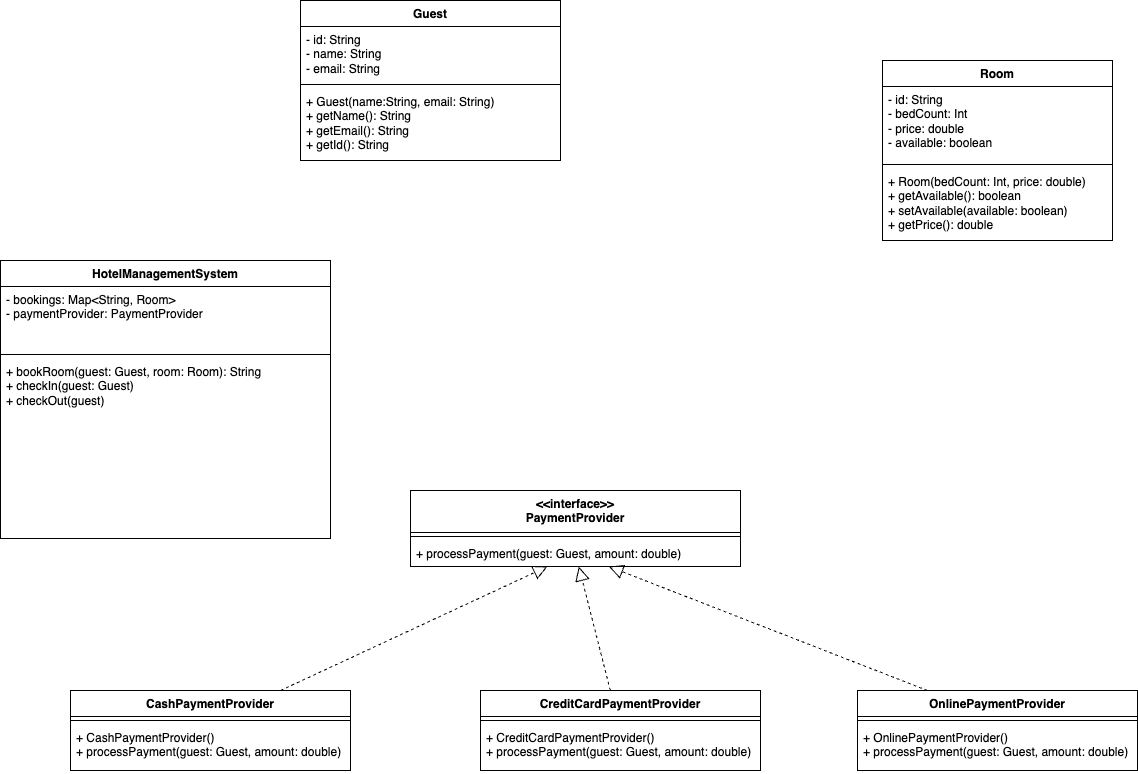 Guest
- id: String
- name: String
- email: String
+ Guest(name:String, email: String)
+ getName(): String
+ getEmail(): String
+ getId(): String
Room
- id: String
- bedCount: Int
- price: double
- available: boolean
+ Room(bedCount: Int, price: double)
+ getAvailable(): boolean
+ setAvailable(available: boolean)
+ getPrice(): double
HotelManagementSystem
- bookings: Map<String, Room>
- paymentProvider: PaymentProvider
+ bookRoom(guest: Guest, room: Room): String
+ checkIn(guest: Guest)
+ checkOut(guest)
<<interface>>
PaymentProvider
+ processPayment(guest: Guest, amount: double)
CashPaymentProvider
+ CashPaymentProvider()
+ processPayment(guest: Guest, amount: double)
CreditCardPaymentProvider
+ CreditCardPaymentProvider()
+ processPayment(guest: Guest, amount: double)
OnlinePaymentProvider
+ OnlinePaymentProvider()
+ processPayment(guest: Guest, amount: double)